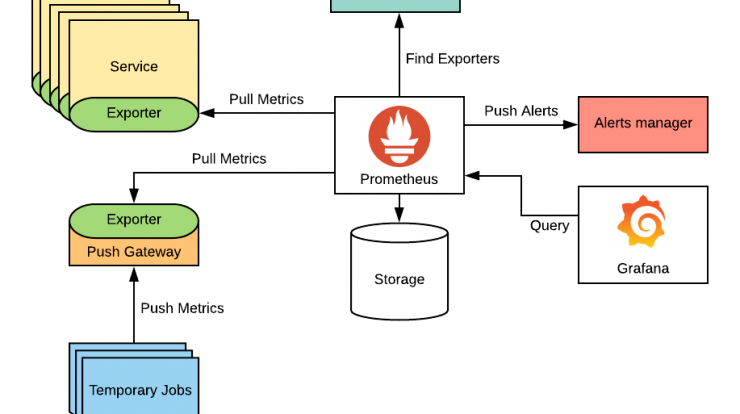 Find Exporters
Service
Pull Metrics
Exporter
Push Alerts
Alerts manager
Pull Metrics
Prometheus
Exporter
Push Gateway
Query
Grafana
Storage
Push Metrics
Temporary Jobs